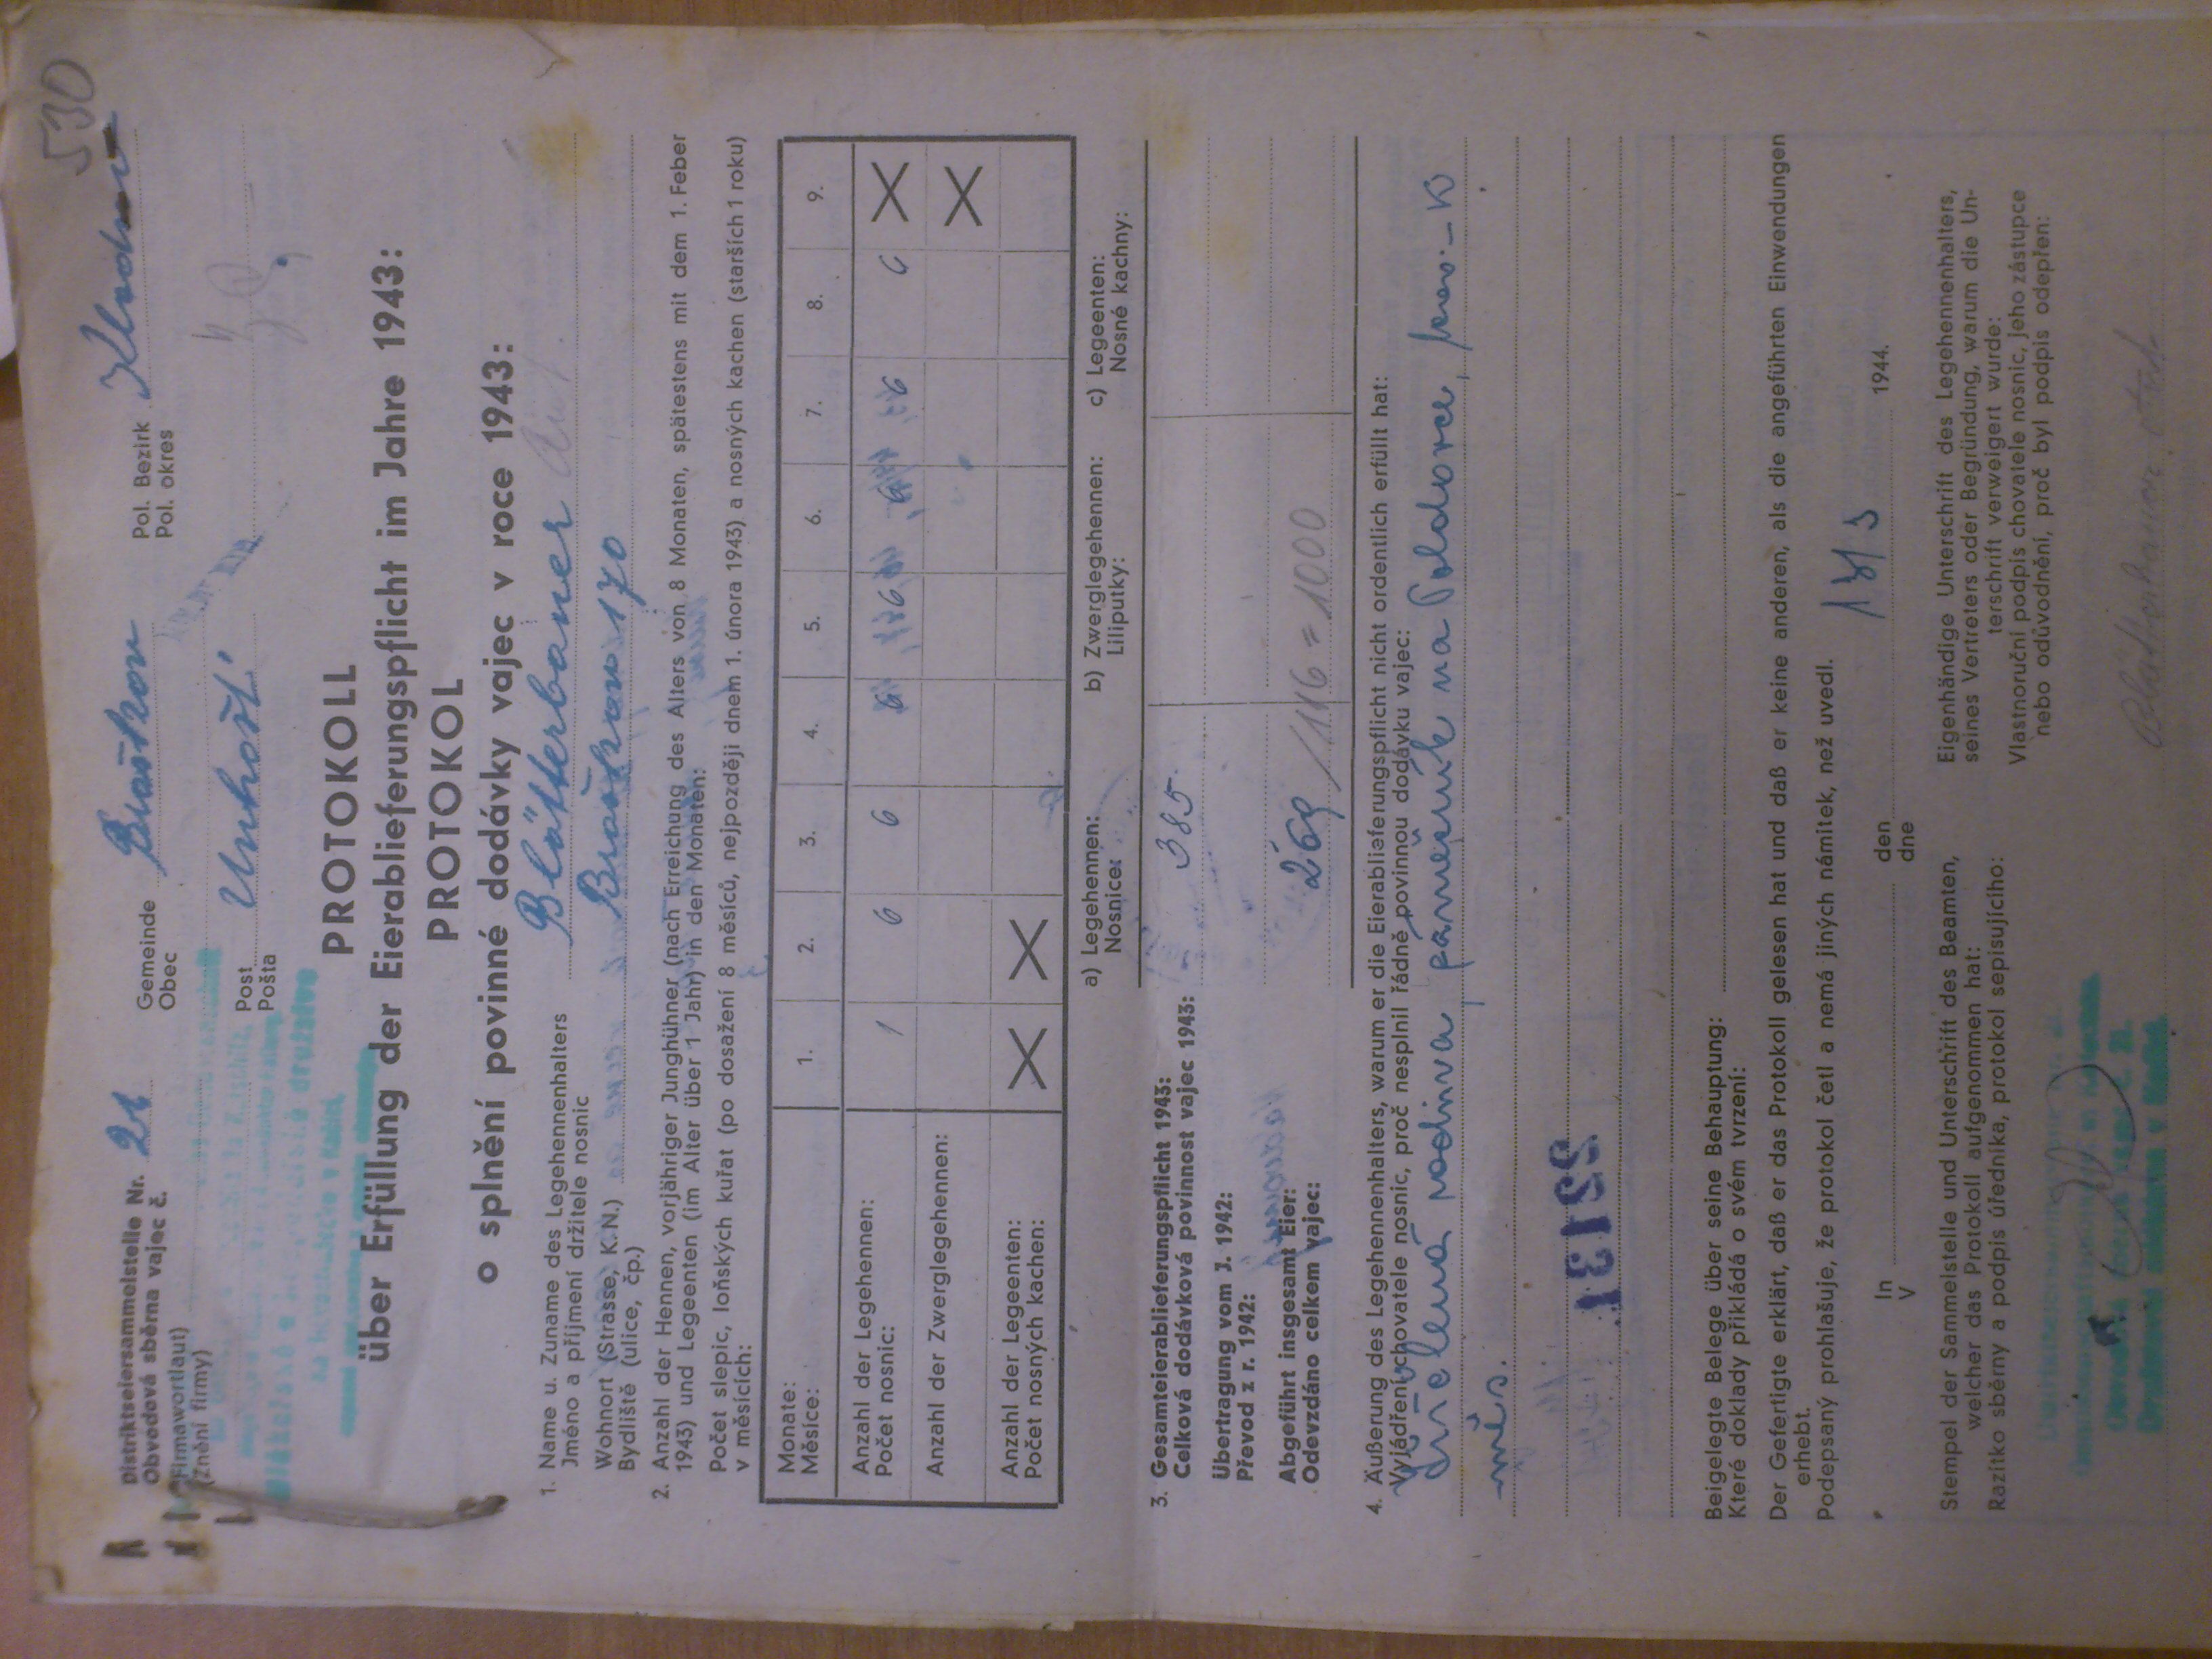 530
Distriktseiersammelstelle Nr. 21
Obvodová sběrna vajec č.
Gemeinde Braškov
Obec
Pol. Bezirk Kladno
Pol. okres
(Firmawortlaut)
(Znění firmy)
Post Unhošť
Pošta
družstvo
PROTOKOLL
über Erfüllung der Eierablieferungspflicht im Jahre 1943:
PROTOKOL
o splnění povinné dodávky vajec v roce 1943:
1. Name u. Zuname des Legehennenhalters Blätterbauer Ant.
Jméno a příjmení držitele nosnic
Wohnort (Strasse, K. N.) Braškov 170
Bydliště (ulice, čp.)
2. Anzahl der Hennen, vorjähriger Junghühner (nach Erreichung des Alters von 8 Monaten, spätestens mit dem 1. Feber
1943) und Legeenten (im Alter über 1 Jahr) in den Monaten:
Počet slepic, loňských kuřat (po dosažení 8 měsíců, nejpozději dnem 1. února 1943) a nosných kachen (starších 1 roku)
v měsících:
Monate:
Měsíce: 1. 2. 3. 4. 5. 6. 7. 8. 9.
Anzahl der Legehennen:
Počet nosnic: 1 6 6 6 6 6 6 6 X
Anzahl der Zwerglegehennen: X
Anzahl der Legeenten: X X
Počet nosných kachen:
a) Legehennen: b) Zwerglegehennen: c) Legeenten:
Nosnice: Liliputky: Nosné kachny:
3. Gesamteierablieferungspflicht 1943: 385
Celková dodávková povinnost vajec 1943:
Übertragung vom J. 1942:
Převod z r. 1942:
Abgeführt insgesamt Eier: 269 /116 = 1000
Odevzdáno celkem vajec:
4. Äußerung des Legehennenhalters, warum er die Eierablieferungspflicht nicht ordentlich erfüllt hat:
Vyjádření chovatele nosnic, proč nesplnil řádně povinnou dodávku vajec:
rodina, zámečník na Poldovce, K
měs.
22131
Beigelegte Belege über seine Behauptung:
Které doklady přikládá o svém tvrzení:
Der Gefertigte erklärt, daß er das Protokoll gelesen hat und daß er keine anderen, als die angeführten Einwendungen
erhebt.
Podepsaný prohlašuje, že protokol četl a nemá jiných námitek, než uvedl.
In den 13/3 1944.
V dne
Stempel der Sammelstelle und Unterschrift des Beamten,
welcher das Protokoll aufgenommen hat:
Razítko sběrny a podpis úředníka, protokol sepisujícího:
Eigenhändige Unterschrift des Legehennenhalters,
seines Vertreters oder Begründung, warum die Un-
terschrift verweigert wurde:
Vlastnoruční podpis chovatele nosnic, jeho zástupce
nebo odůvodnění, proč byl podpis odepřen:
Obvodová sběrna vajec č. 21.
Blätterbauer Ant.